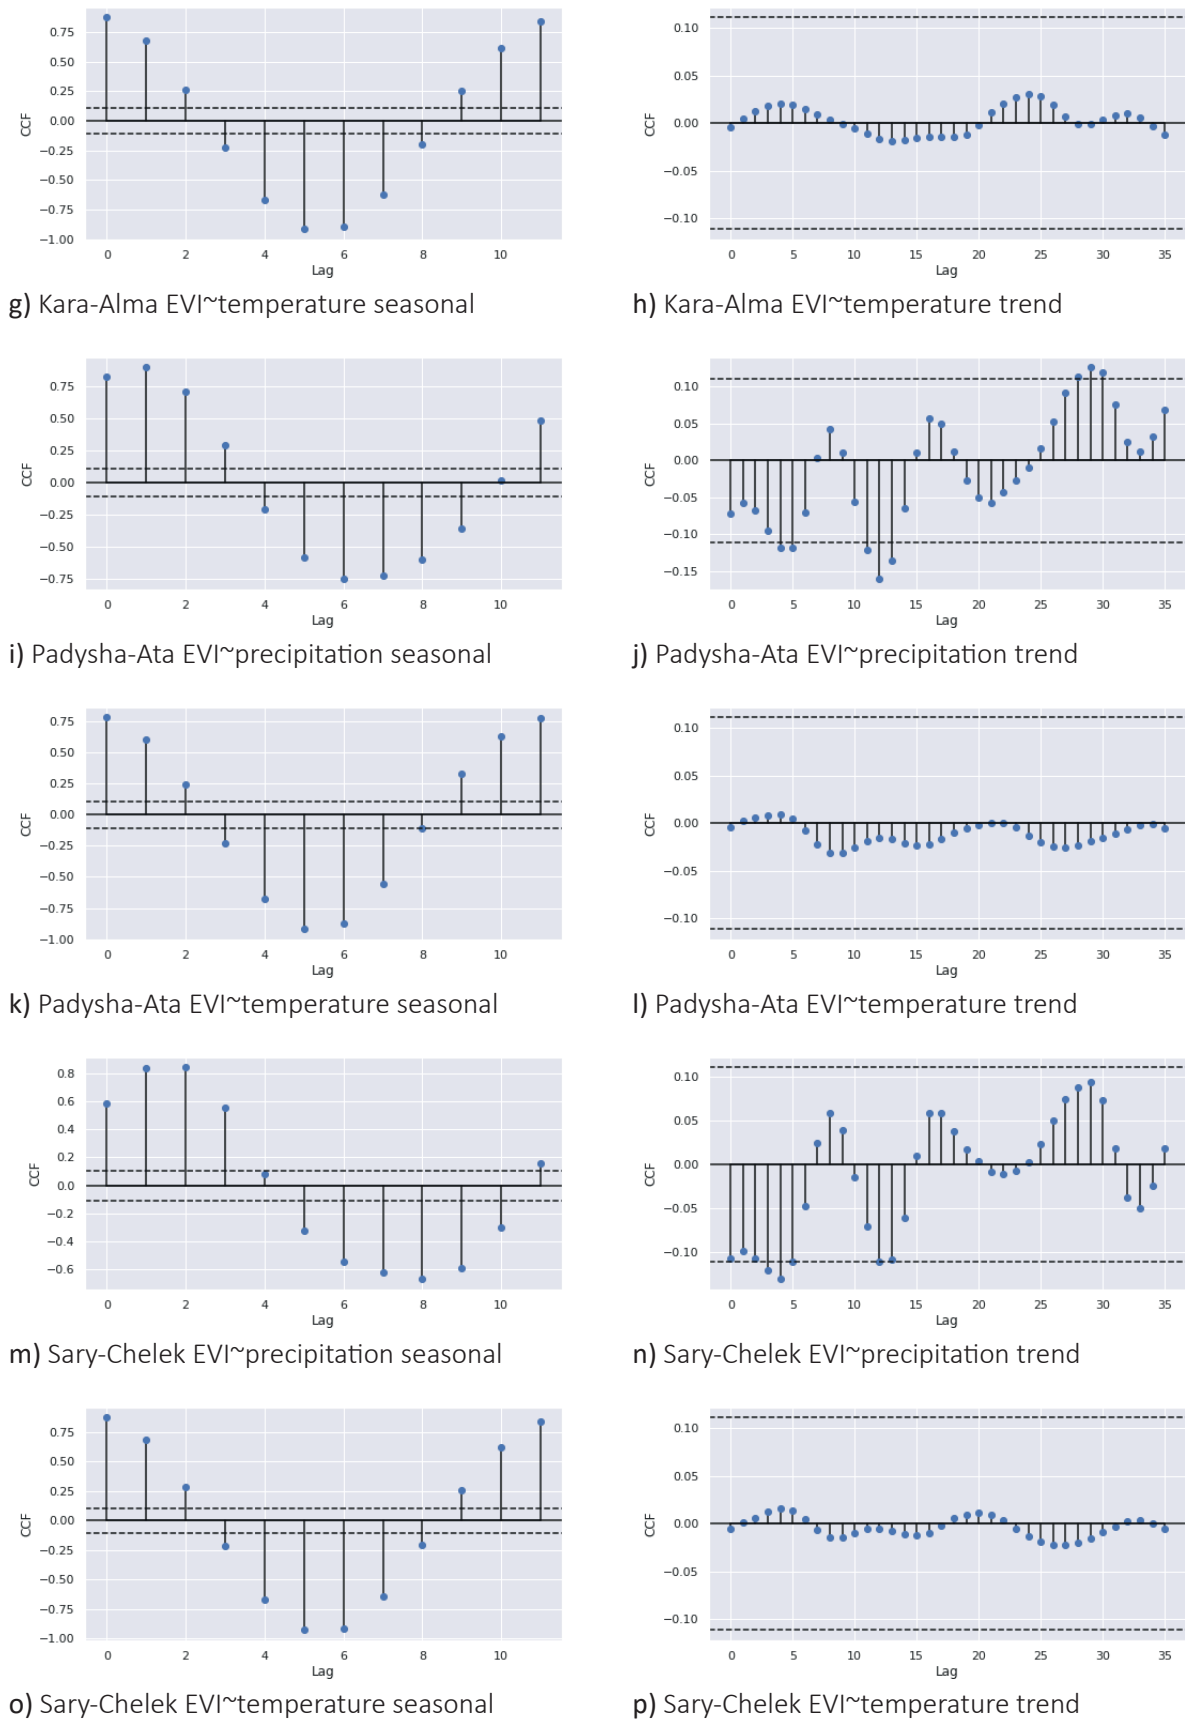 CCF
0.75
0.50
0.25
0.00
−0.25
−0.50
−0.75
−1.00
0 2 4 6 8 10
Lag
CCF
0.10
0.05
0.00
−0.05
−0.10
0 5 10 15 20 25 30 35
Lag
g) Kara-Alma EVI~temperature seasonal
h) Kara-Alma EVI~temperature trend
CCF
0.75
0.50
0.25
0.00
−0.25
−0.50
−0.75
0 2 4 6 8 10
Lag
CCF
0.10
0.05
0.00
−0.05
−0.10
−0.15
0 5 10 15 20 25 30 35
Lag
i) Padysha-Ata EVI~precipitation seasonal
j) Padysha-Ata EVI~precipitation trend
CCF
0.75
0.50
0.25
0.00
−0.25
−0.50
−0.75
−1.00
0 2 4 6 8 10
Lag
CCF
0.10
0.05
0.00
−0.05
−0.10
0 5 10 15 20 25 30 35
Lag
k) Padysha-Ata EVI~temperature seasonal
l) Padysha-Ata EVI~temperature trend
CCF
0.8
0.6
0.4
0.2
0.0
−0.2
−0.4
−0.6
0 2 4 6 8 10
Lag
CCF
0.10
0.05
0.00
−0.05
−0.10
0 5 10 15 20 25 30 35
Lag
m) Sary-Chelek EVI~precipitation seasonal
n) Sary-Chelek EVI~precipitation trend
CCF
0.75
0.50
0.25
0.00
−0.25
−0.50
−0.75
−1.00
0 2 4 6 8 10
Lag
CCF
0.10
0.05
0.00
−0.05
−0.10
0 5 10 15 20 25 30 35
Lag
o) Sary-Chelek EVI~temperature seasonal
p) Sary-Chelek EVI~temperature trend